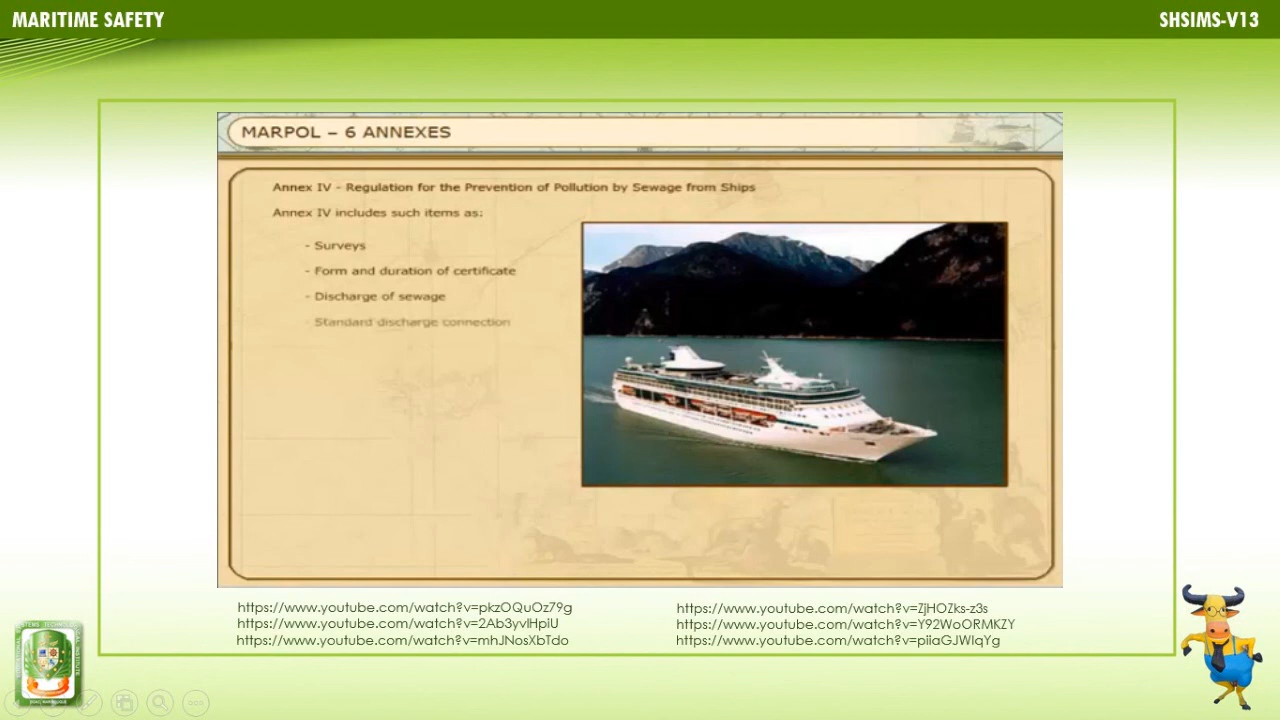 MARITIME SAFETY
SHSIMS-V13
MARPOL – 6 ANNEXES
Annex IV - Regulation for the Prevention of Pollution by Sewage from Ships
Annex IV includes such items as:
- Surveys
- Form and duration of certificate
- Discharge of sewage
- Standard discharge connection
https://www.youtube.com/watch?v=pkzOQuOz79g
https://www.youtube.com/watch?v=2Ab3yvlHpiU
https://www.youtube.com/watch?v=mhJNosXbTdo
https://www.youtube.com/watch?v=ZjHOZks-z3s
https://www.youtube.com/watch?v=Y92WoORMKZY
https://www.youtube.com/watch?v=piiaGJWIqYg